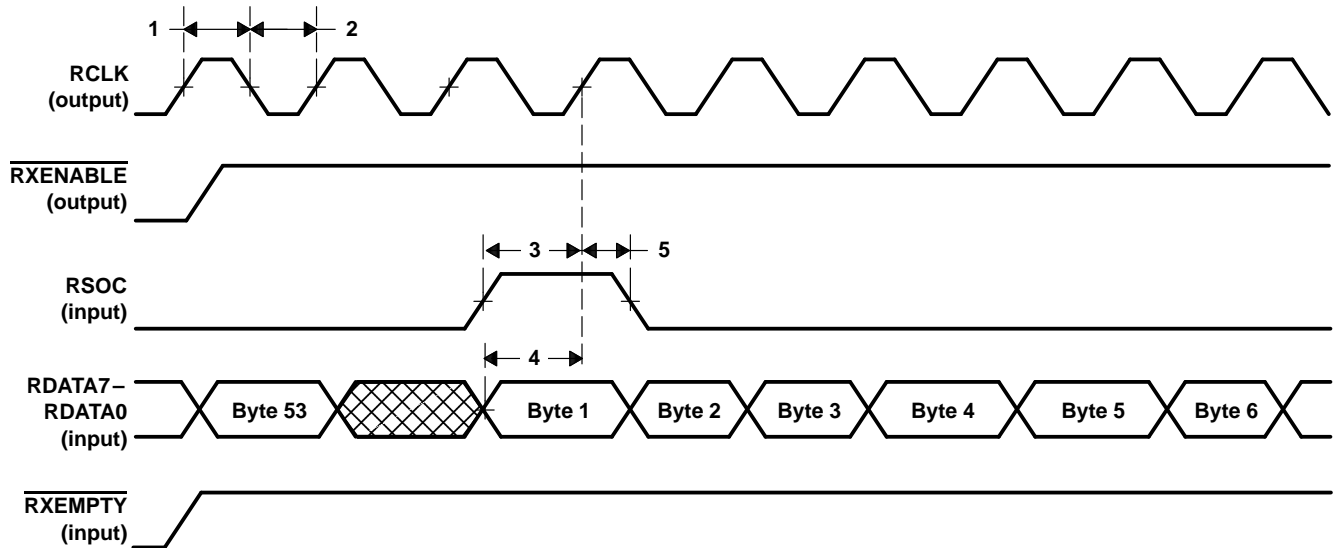 1
2
RCLK
(output)
RXENABLE
(output)
3
5
RSOC
(input)
4
RDATA7–
RDATA0
(input)
Byte 53
Byte 1
Byte 2
Byte 3
Byte 4
Byte 5
Byte 6
RXEMPTY
(input)